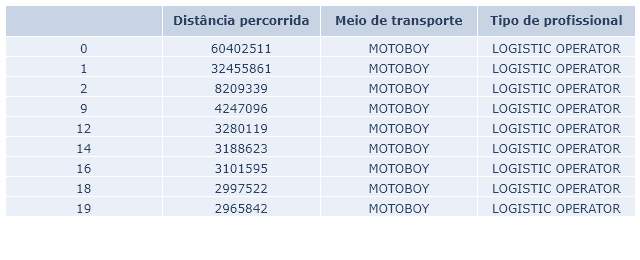 Distância percorrida Meio de transporte Tipo de profissional
0 60402511 MOTOBOY LOGISTIC OPERATOR
1 32455861 MOTOBOY LOGISTIC OPERATOR
2 8209339 MOTOBOY LOGISTIC OPERATOR
9 4247096 MOTOBOY LOGISTIC OPERATOR
12 3280119 MOTOBOY LOGISTIC OPERATOR
14 3188623 MOTOBOY LOGISTIC OPERATOR
16 3101595 MOTOBOY LOGISTIC OPERATOR
18 2997522 MOTOBOY LOGISTIC OPERATOR
19 2965842 MOTOBOY LOGISTIC OPERATOR